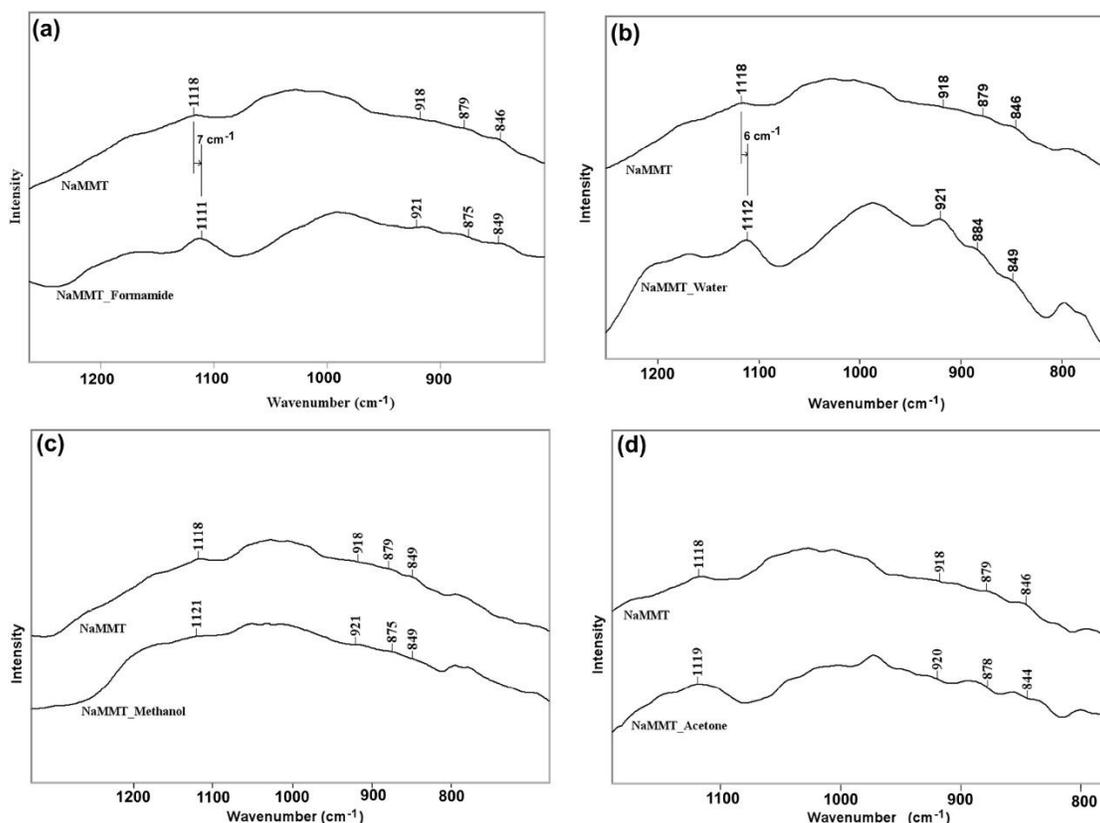 (a)
1118
918
879
846
7 cm-1
NaMMT
1111
921
875
849
NaMMT_Formamide
Intensity
1200 1100 1000 900
Wavenumber (cm-1)
(b)
1118
918
879
846
6 cm-1
NaMMT
1112
921
884
849
NaMMT_Water
Intensity
1200 1100 1000 900 800
Wavenumber (cm-1)
(c)
1118
918
879
849
NaMMT
1121
921
875
849
NaMMT_Methanol
Intensity
1200 1100 1000 900 800
Wavenumber (cm-1)
(d)
1118
918
879
846
NaMMT
1119
920
878
844
NaMMT_Acetone
Intensity
1100 1000 900 800
Wavenumber (cm-1)